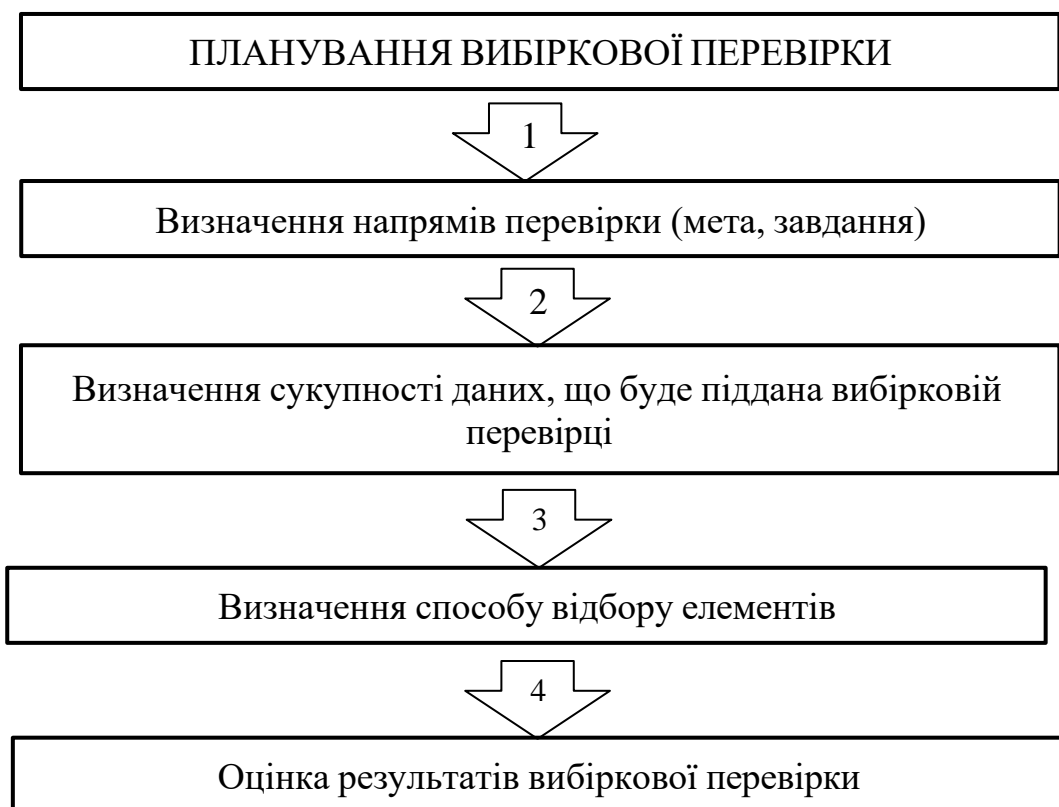 ПЛАНУВАННЯ ВИБІРКОВОЇ ПЕРЕВІРКИ
1
Визначення напрямів перевірки (мета, завдання)
2
Визначення сукупності даних, що буде піддана вибірковій
перевірці
3
Визначення способу відбору елементів
4
Оцінка результатів вибіркової перевірки